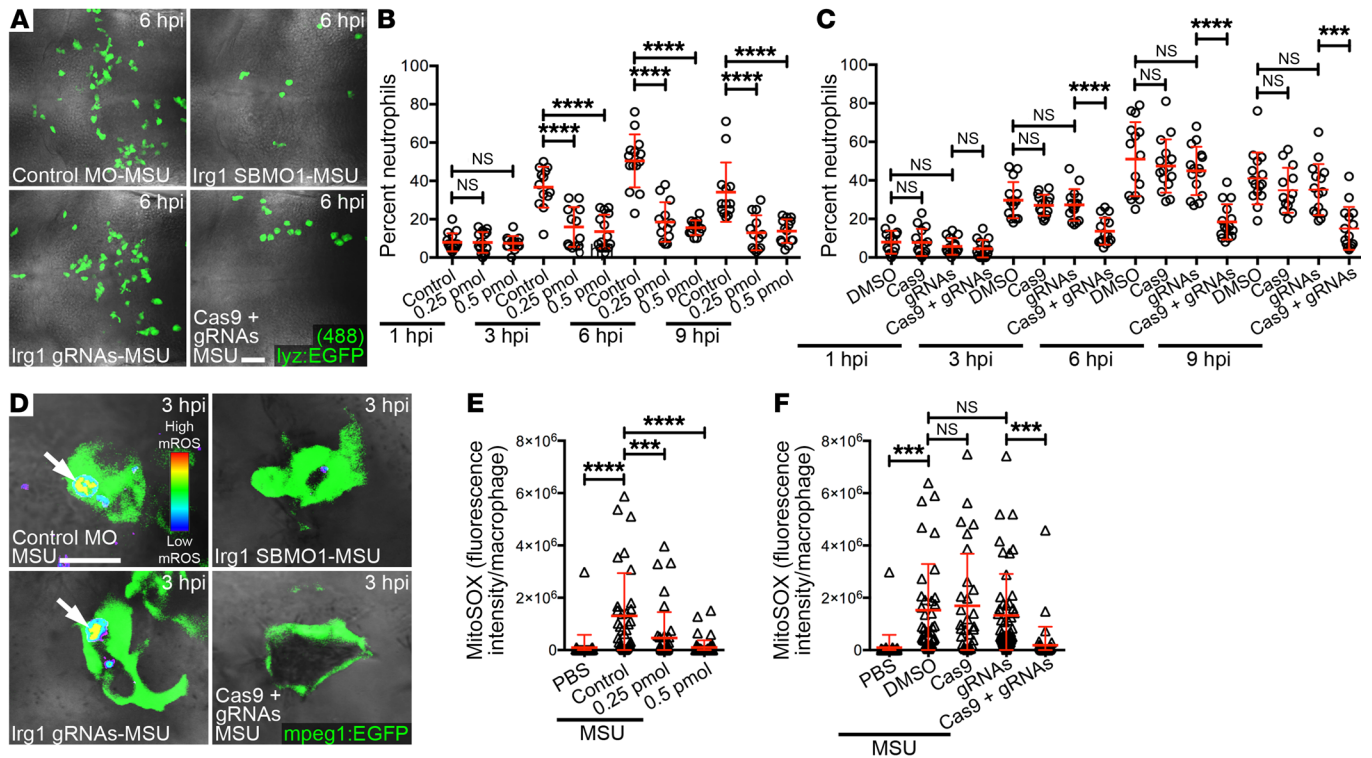 A
6 hpi
6 hpi
Control MO-MSU
Irg1 SBMO1-MSU
6 hpi
6 hpi
Irg1 gRNAs-MSU
Cas9 +
gRNAs
MSU
(488)
lyz:EGFP
B
Percent neutrophils
100
80
60
40
20
0
NS
NS
****
****
****
****
****
****
Control
0.25 pmol
0.5 pmol
Control
0.25 pmol
0.5 pmol
Control
0.25 pmol
0.5 pmol
Control
0.25 pmol
0.5 pmol
1 hpi
3 hpi
6 hpi
9 hpi
C
Percent neutrophils
100
80
60
40
20
0
NS
NS
NS
NS
NS
****
NS
NS
****
NS
NS
***
DMSO
Cas9
gRNAs
Cas9 + gRNAs
DMSO
Cas9
gRNAs
Cas9 + gRNAs
DMSO
Cas9
gRNAs
Cas9 + gRNAs
DMSO
Cas9
gRNAs
Cas9 + gRNAs
1 hpi
3 hpi
6 hpi
9 hpi
D
3 hpi
High
mROS
Low
mROS
Control MO
MSU
3 hpi
Irg1 SBMO1-MSU
3 hpi
Irg1 gRNAs-MSU
3 hpi
Cas9 +
gRNAs
MSU
mpeg1:EGFP
E
MitoSOX (fluorescence
intensity/macrophage)
8×10⁶
6×10⁶
4×10⁶
2×10⁶
0
****
***
****
PBS
Control
0.25 pmol
0.5 pmol
MSU
F
MitoSOX (fluorescence
intensity/macrophage)
8×10⁶
6×10⁶
4×10⁶
2×10⁶
0
***
NS
NS
***
PBS
DMSO
Cas9
gRNAs
Cas9 + gRNAs
MSU